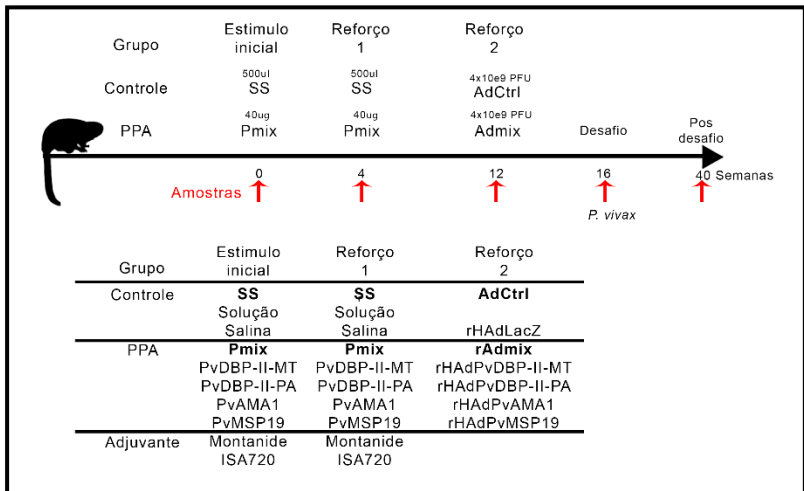 Grupo Estimulo inicial Reforço 1 Reforço 2
Controle 500ul SS 500ul SS 4x10e9 PFU AdCtrl
PPA 40ug Pmix 40ug Pmix 4x10e9 PFU Admix Desafio Pos desafio
0 4 12 16 40 Semanas
Amostras
P. vivax
Grupo Estimulo inicial Reforço 1 Reforço 2
Controle SS SS AdCtrl
Solução Solução
Salina Salina rHAdLacZ
PPA Pmix Pmix rAdmix
PvDBP-II-MT PvDBP-II-MT rHAdPvDBP-II-MT
PvDBP-II-PA PvDBP-II-PA rHAdPvDBP-II-PA
PvAMA1 PvAMA1 rHAdPvAMA1
PvMSP19 PvMSP19 rHAdPvMSP19
Adjuvante Montanide Montanide
ISA720 ISA720